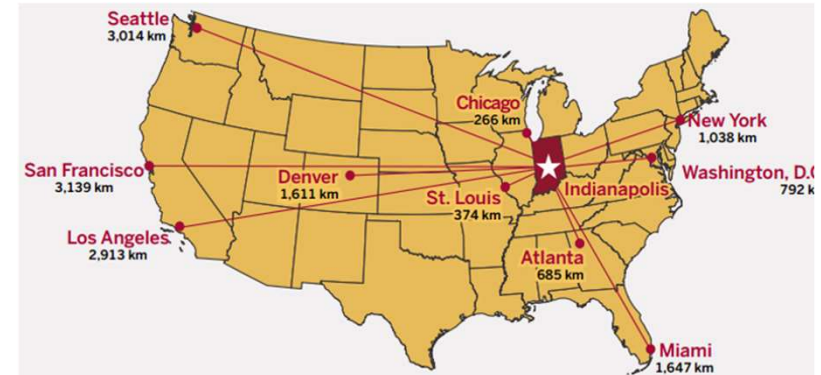 Seattle
3,014 km
Chicago
266 km
New York
1,038 km
San Francisco
3,139 km
Denver
1,611 km
St. Louis
374 km
Indianapolis
Washington, D.C
792 k
Los Angeles
2,913 km
Atlanta
685 km
Miami
1,647 km